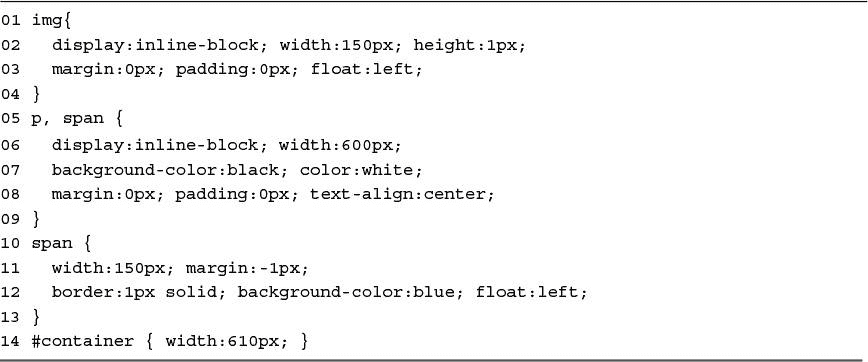 01 img{
02   display:inline-block; width:150px; height:1px;
03   margin:0px; padding:0px; float:left;
04 }
05 p, span {
06   display:inline-block; width:600px;
07   background-color:black; color:white;
08   margin:0px; padding:0px; text-align:center;
09 }
10 span {
11   width:150px; margin:-1px;
12   border:1px solid; background-color:blue; float:left;
13 }
14 #container { width:610px; }